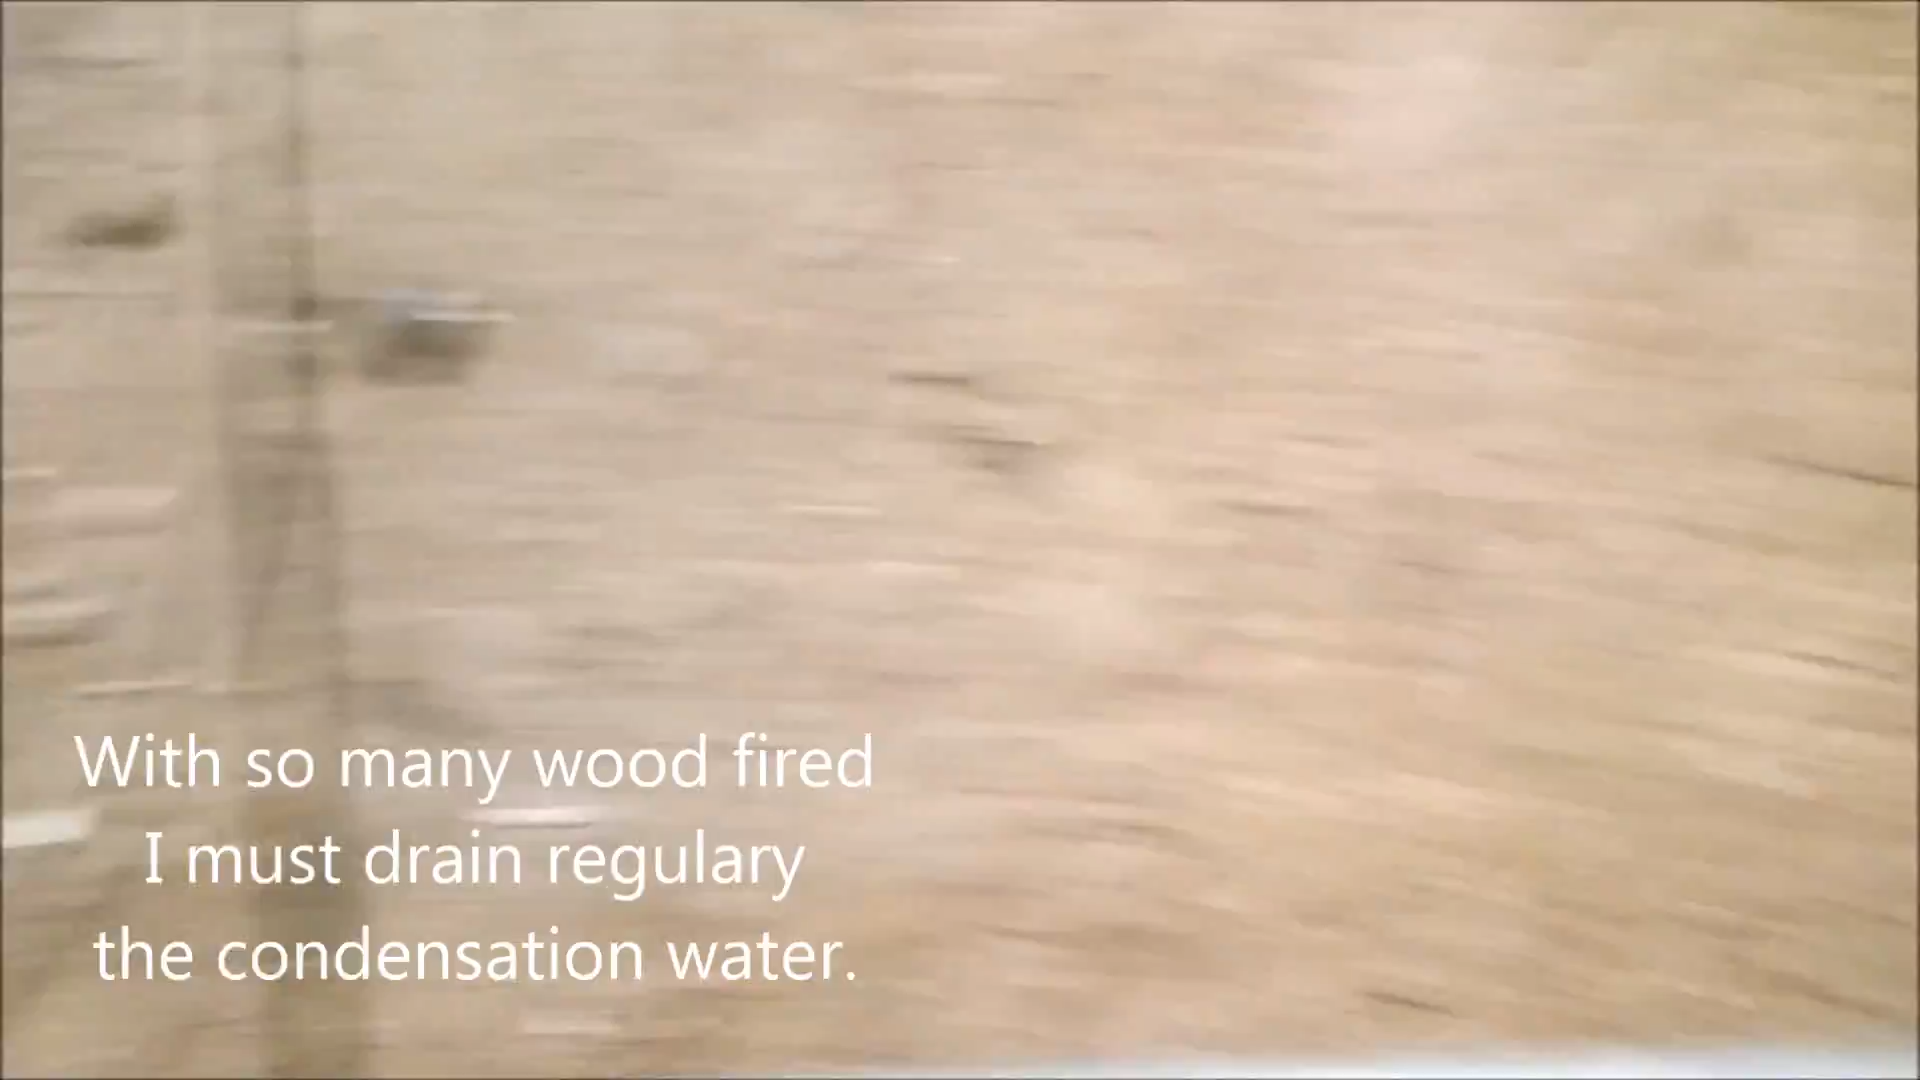 With so many wood fired
I must drain regulary
the condensation water.